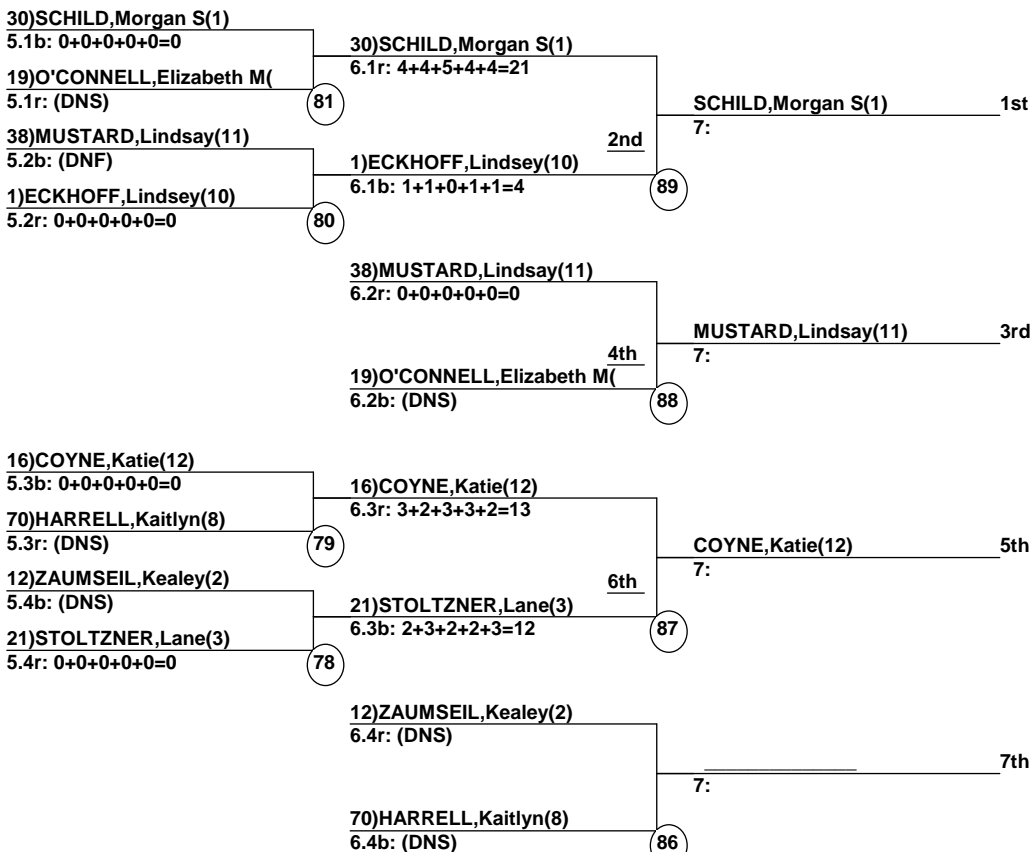 30)SCHILD,Morgan S(1)
5.1b: 0+0+0+0+0=0
19)O'CONNELL,Elizabeth M(
5.1r: (DNS)
81
38)MUSTARD,Lindsay(11)
5.2b: (DNF)
1)ECKHOFF,Lindsey(10)
5.2r: 0+0+0+0+0=0
80
30)SCHILD,Morgan S(1)
6.1r: 4+4+5+4+4=21
1)ECKHOFF,Lindsey(10)
6.1b: 1+1+0+1+1=4
2nd
89
SCHILD,Morgan S(1) 1st
7:
38)MUSTARD,Lindsay(11)
6.2r: 0+0+0+0+0=0
4th
19)O'CONNELL,Elizabeth M(
6.2b: (DNS)
88
MUSTARD,Lindsay(11) 3rd
7:
16)COYNE,Katie(12)
5.3b: 0+0+0+0+0=0
70)HARRELL,Kaitlyn(8)
5.3r: (DNS)
79
12)ZAUMSEIL,Kealey(2)
5.4b: (DNS)
21)STOLTZNER,Lane(3)
5.4r: 0+0+0+0+0=0
78
16)COYNE,Katie(12)
6.3r: 3+2+3+3+2=13
6th
21)STOLTZNER,Lane(3)
6.3b: 2+3+2+2+3=12
87
COYNE,Katie(12) 5th
7:
12)ZAUMSEIL,Kealey(2)
6.4r: (DNS)
70)HARRELL,Kaitlyn(8)
6.4b: (DNS)
86
7th
7: